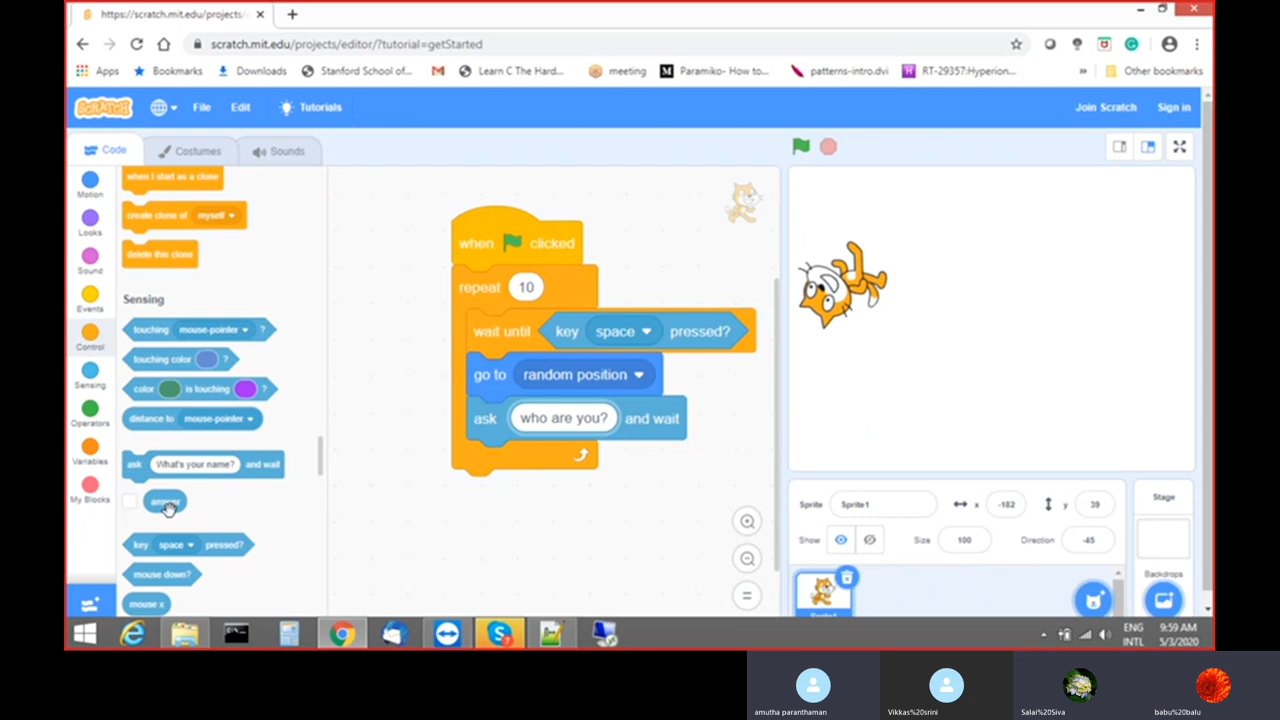 https://scratch.mit.edu/projects/
scratch.mit.edu/projects/editor/?tutorial=getStarted
Apps Bookmarks Downloads Stanford School of... Learn C The Hard... meeting Paramiko- How to... patterns-intro.dvi RT-29357:Hyperion... » Other bookmarks
SCRATCH File Edit Tutorials Join Scratch Sign in
Code Costumes Sounds
Motion
Looks
Sound
Events
Control
Sensing
Operators
Variables
My Blocks
when I start as a clone
create clone of myself
delete this clone
Sensing
touching mouse-pointer ?
touching color ?
color is touching ?
distance to mouse-pointer
ask What's your name? and wait
answer
key space pressed?
mouse down?
mouse x
when clicked
repeat 10
wait until key space pressed?
go to random position
ask who are you? and wait
Sprite Sprite1 x -182 y 39
Show Size 100 Direction -45
Sprite1
Stage
Backdrops
ENG
INTL
9:59 AM
5/3/2020
amutha paranthaman
Vikkas%20srini
Salai%20Siva
babu%20balu